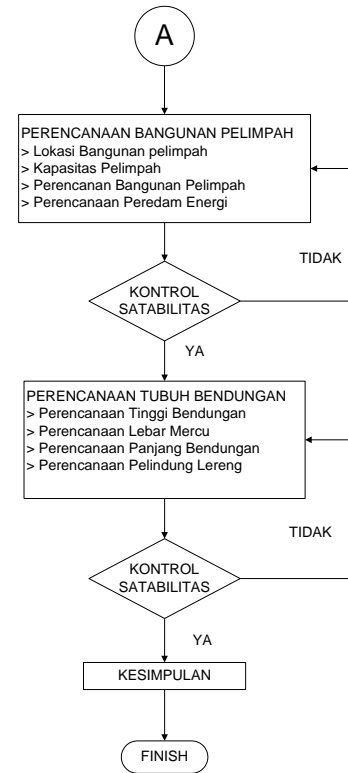 A
PERENCANAAN BANGUNAN PELIMPAH
> Lokasi Bangunan pelimpah
> Kapasitas Pelimpah
> Perencanan Bangunan Pelimpah
> Perencanaan Peredam Energi
TIDAK
KONTROL
SATABILITAS
YA
PERENCANAAN TUBUH BENDUNGAN
> Perencanaan Tinggi Bendungan
> Perencanaan Lebar Mercu
> Perencanaan Panjang Bendungan
> Perencanaan Pelindung Lereng
TIDAK
KONTROL
SATABILITAS
YA
KESIMPULAN
FINISH